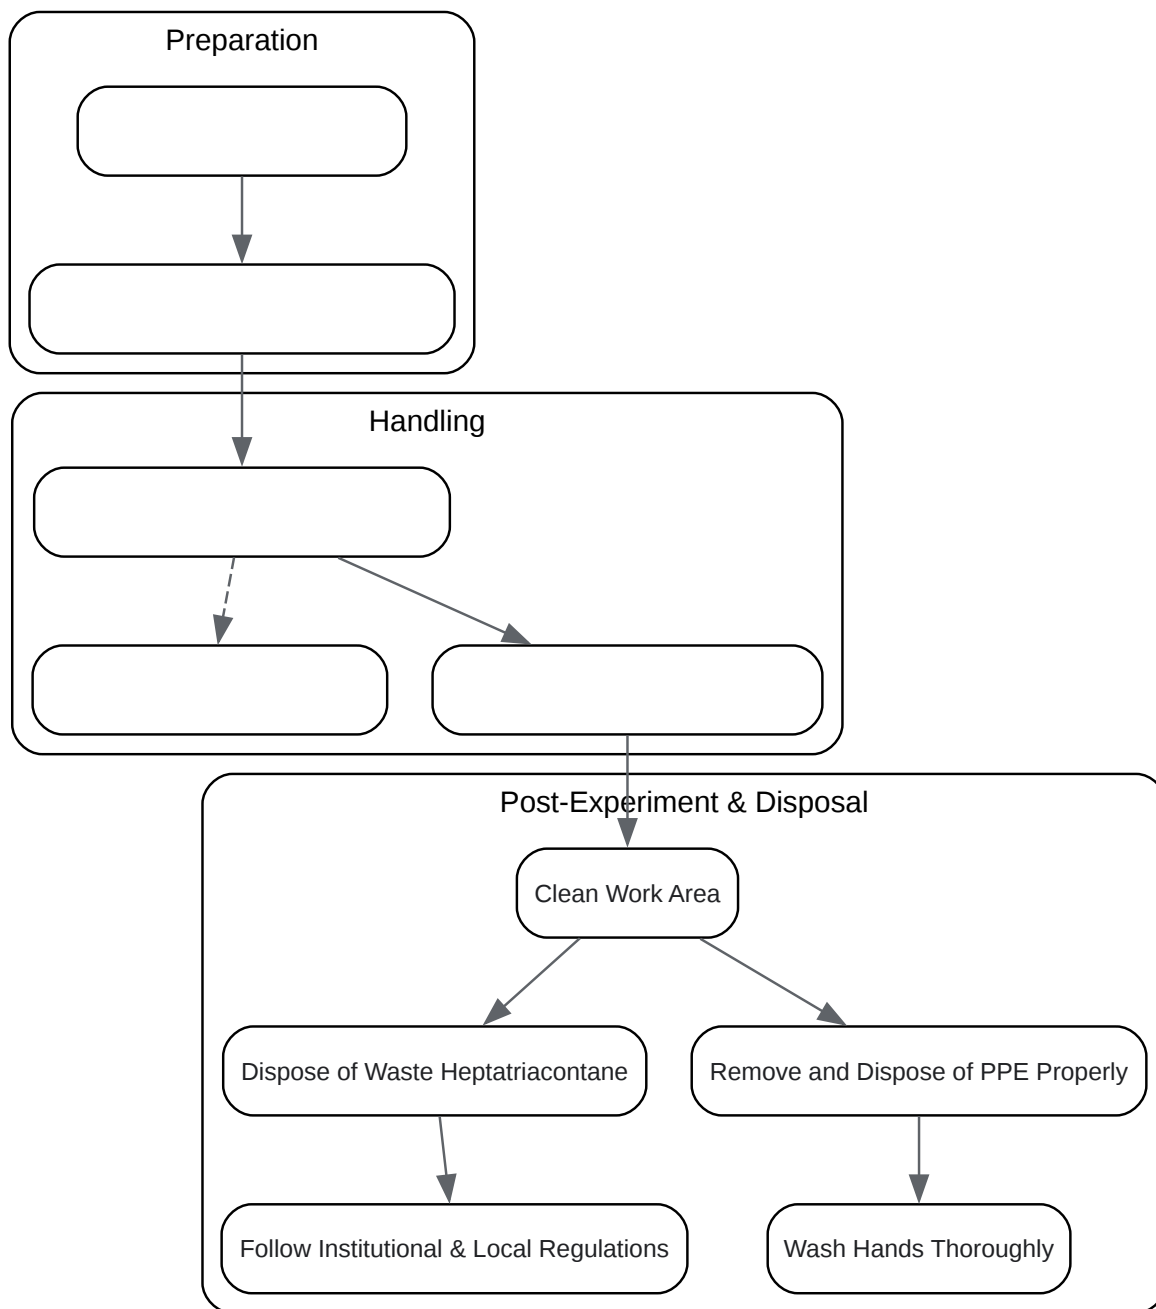 Preparation
Handling
Post-Experiment & Disposal
Clean Work Area
Dispose of Waste Heptatriacontane
Remove and Dispose of PPE Properly
Follow Institutional & Local Regulations
Wash Hands Thoroughly